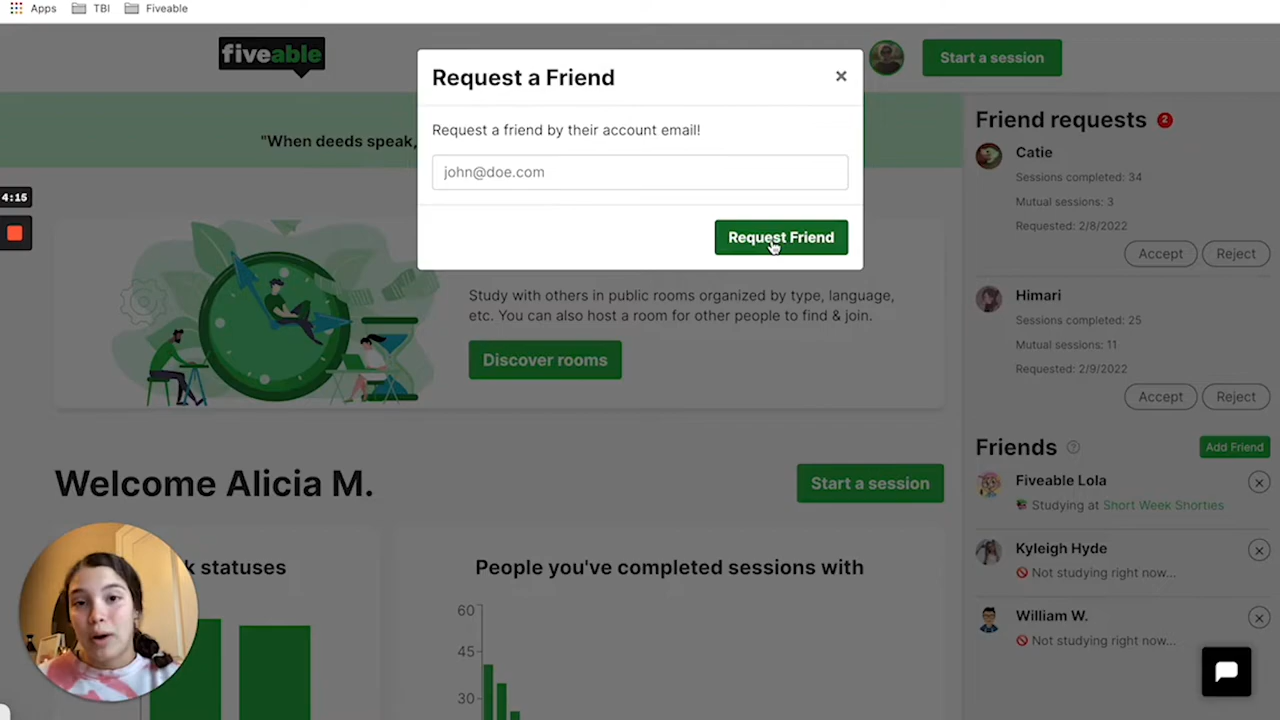 Apps TBI Fiveable
fiveable
Start a session
Request a Friend ×
Request a friend by their account email!
john@doe.com
Request Friend
"When deeds speak,
4:15
Study with others in public rooms organized by type, language,
etc. You can also host a room for other people to find & join.
Discover rooms
Welcome Alicia M.
Start a session
k statuses
People you've completed sessions with
60
45
30
Friend requests 2
Catie
Sessions completed: 34
Mutual sessions: 3
Requested: 2/8/2022
Accept Reject
Himari
Sessions completed: 25
Mutual sessions: 11
Requested: 2/9/2022
Accept Reject
Friends ? Add Friend
Fiveable Lola
Studying at Short Week Shorties
Kyleigh Hyde
Not studying right now...
William W.
Not studying right now...